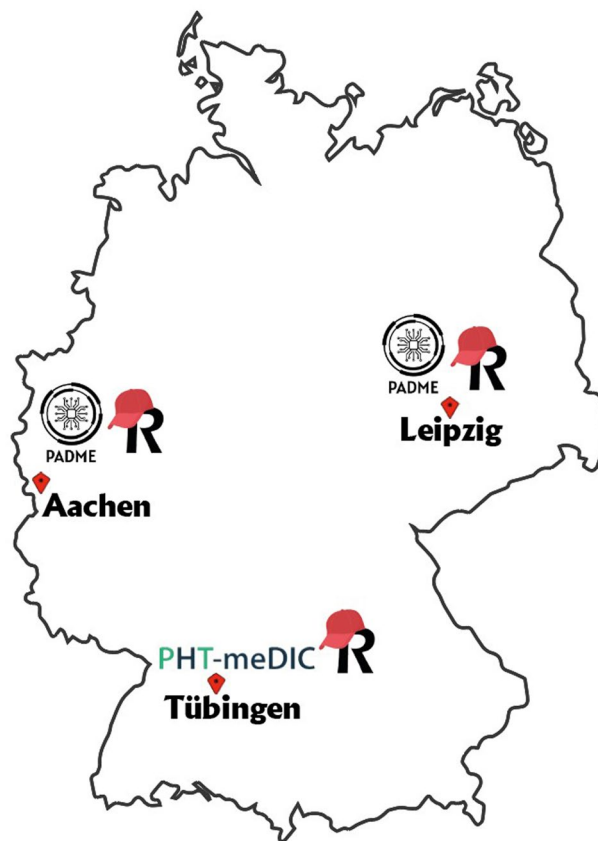 PADME
R
Leipzig
PADME
R
Aachen
PHT-meDIC
R
Tübingen